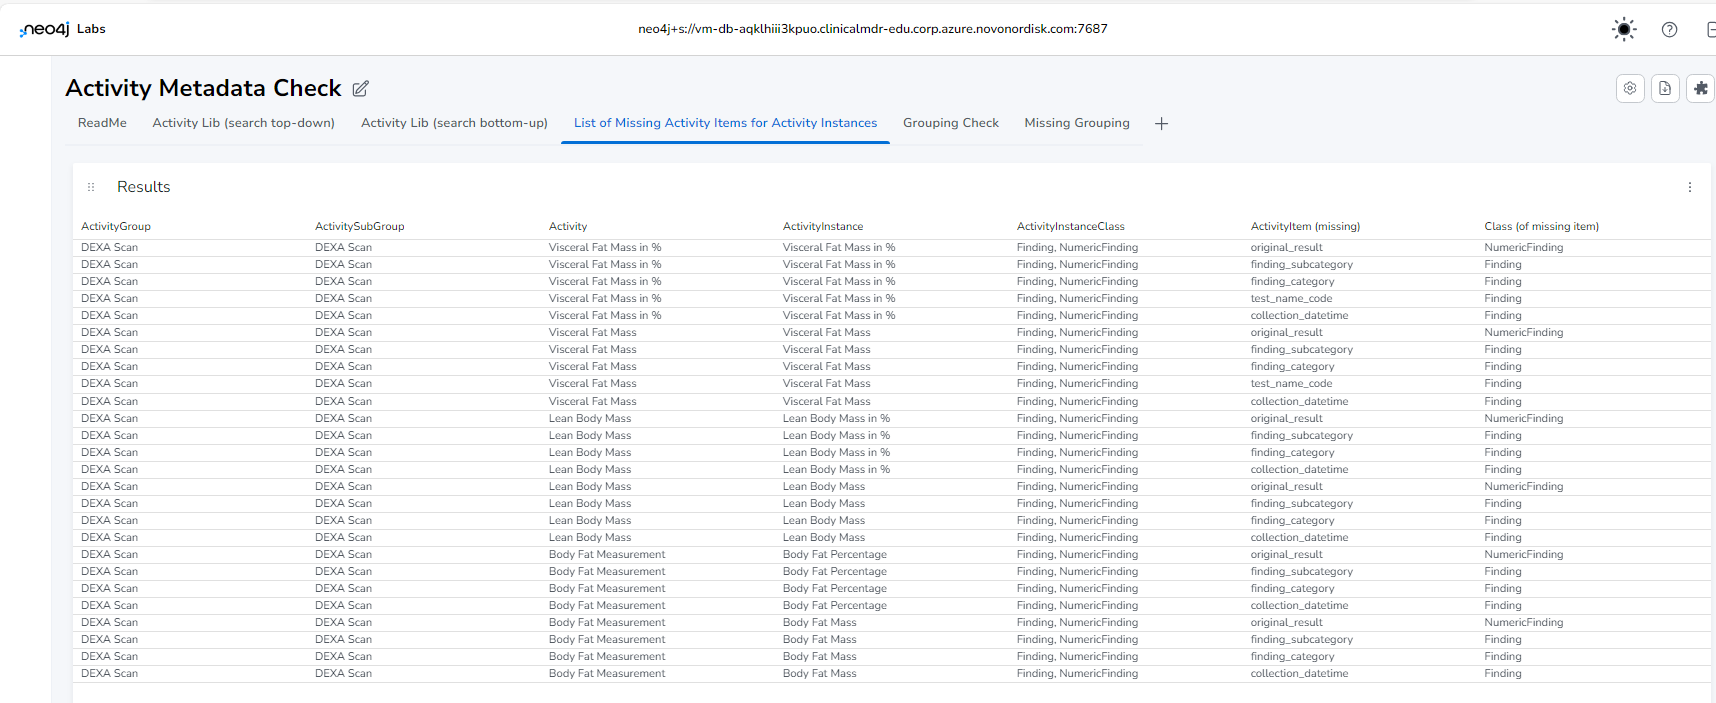 neo4j Labs neo4j+s://vm-db-aqklhiii3kpuo.clinicalmdr-edu.corp.azure.novonordisk.com:7687
Activity Metadata Check
ReadMe Activity Lib (search top-down) Activity Lib (search bottom-up) List of Missing Activity Items for Activity Instances Grouping Check Missing Grouping
Results
ActivityGroup ActivitySubGroup Activity ActivityInstance ActivityInstanceClass ActivityItem (missing) Class (of missing item)
DEXA Scan DEXA Scan Visceral Fat Mass in % Visceral Fat Mass in % Finding, NumericFinding original_result NumericFinding
DEXA Scan DEXA Scan Visceral Fat Mass in % Visceral Fat Mass in % Finding, NumericFinding finding_subcategory Finding
DEXA Scan DEXA Scan Visceral Fat Mass in % Visceral Fat Mass in % Finding, NumericFinding finding_category Finding
DEXA Scan DEXA Scan Visceral Fat Mass in % Visceral Fat Mass in % Finding, NumericFinding test_name_code Finding
DEXA Scan DEXA Scan Visceral Fat Mass in % Visceral Fat Mass in % Finding, NumericFinding collection_datetime Finding
DEXA Scan DEXA Scan Visceral Fat Mass Visceral Fat Mass Finding, NumericFinding original_result NumericFinding
DEXA Scan DEXA Scan Visceral Fat Mass Visceral Fat Mass Finding, NumericFinding finding_subcategory Finding
DEXA Scan DEXA Scan Visceral Fat Mass Visceral Fat Mass Finding, NumericFinding finding_category Finding
DEXA Scan DEXA Scan Visceral Fat Mass Visceral Fat Mass Finding, NumericFinding test_name_code Finding
DEXA Scan DEXA Scan Visceral Fat Mass Visceral Fat Mass Finding, NumericFinding collection_datetime Finding
DEXA Scan DEXA Scan Lean Body Mass Lean Body Mass in % Finding, NumericFinding original_result NumericFinding
DEXA Scan DEXA Scan Lean Body Mass Lean Body Mass in % Finding, NumericFinding finding_subcategory Finding
DEXA Scan DEXA Scan Lean Body Mass Lean Body Mass in % Finding, NumericFinding finding_category Finding
DEXA Scan DEXA Scan Lean Body Mass Lean Body Mass in % Finding, NumericFinding collection_datetime Finding
DEXA Scan DEXA Scan Lean Body Mass Lean Body Mass Finding, NumericFinding original_result NumericFinding
DEXA Scan DEXA Scan Lean Body Mass Lean Body Mass Finding, NumericFinding finding_subcategory Finding
DEXA Scan DEXA Scan Lean Body Mass Lean Body Mass Finding, NumericFinding finding_category Finding
DEXA Scan DEXA Scan Lean Body Mass Lean Body Mass Finding, NumericFinding collection_datetime Finding
DEXA Scan DEXA Scan Body Fat Measurement Body Fat Percentage Finding, NumericFinding original_result NumericFinding
DEXA Scan DEXA Scan Body Fat Measurement Body Fat Percentage Finding, NumericFinding finding_subcategory Finding
DEXA Scan DEXA Scan Body Fat Measurement Body Fat Percentage Finding, NumericFinding finding_category Finding
DEXA Scan DEXA Scan Body Fat Measurement Body Fat Percentage Finding, NumericFinding collection_datetime Finding
DEXA Scan DEXA Scan Body Fat Measurement Body Fat Mass Finding, NumericFinding original_result NumericFinding
DEXA Scan DEXA Scan Body Fat Measurement Body Fat Mass Finding, NumericFinding finding_subcategory Finding
DEXA Scan DEXA Scan Body Fat Measurement Body Fat Mass Finding, NumericFinding finding_category Finding
DEXA Scan DEXA Scan Body Fat Measurement Body Fat Mass Finding, NumericFinding collection_datetime Finding